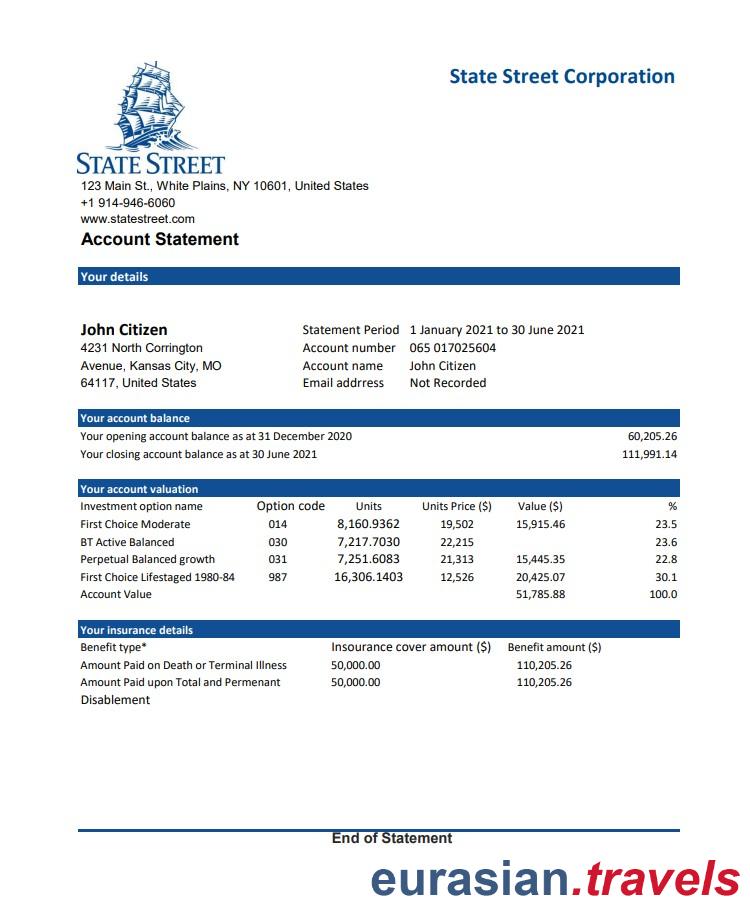 State Street Corporation
STATE STREET
123 Main St., White Plains, NY 10601, United States
+1 914-946-6060
www.statestreet.com
Account Statement
Your details
John Citizen
4231 North Corrington
Avenue, Kansas City, MO
64117, United States
Statement Period 1 January 2021 to 30 June 2021
Account number 065 017025604
Account name John Citizen
Email addrress Not Recorded
Your account balance
Your opening account balance as at 31 December 2020 60,205.26
Your closing account balance as at 30 June 2021 111,991.14
Your account valuation
Investment option name Option code Units Units Price ($) Value ($) %
First Choice Moderate 014 8,160.9362 19,502 15,915.46 23.5
BT Active Balanced 030 7,217.7030 22,215 23.6
Perpetual Balanced growth 031 7,251.6083 21,313 15,445.35 22.8
First Choice Lifestaged 1980-84 987 16,306.1403 12,526 20,425.07 30.1
Account Value 51,785.88 100.0
Your insurance details
Benefit type* Insourance cover amount ($) Benefit amount ($)
Amount Paid on Death or Terminal Illness 50,000.00 110,205.26
Amount Paid upon Total and Permenant 50,000.00 110,205.26
Disablement
End of Statement
eurasian.travels